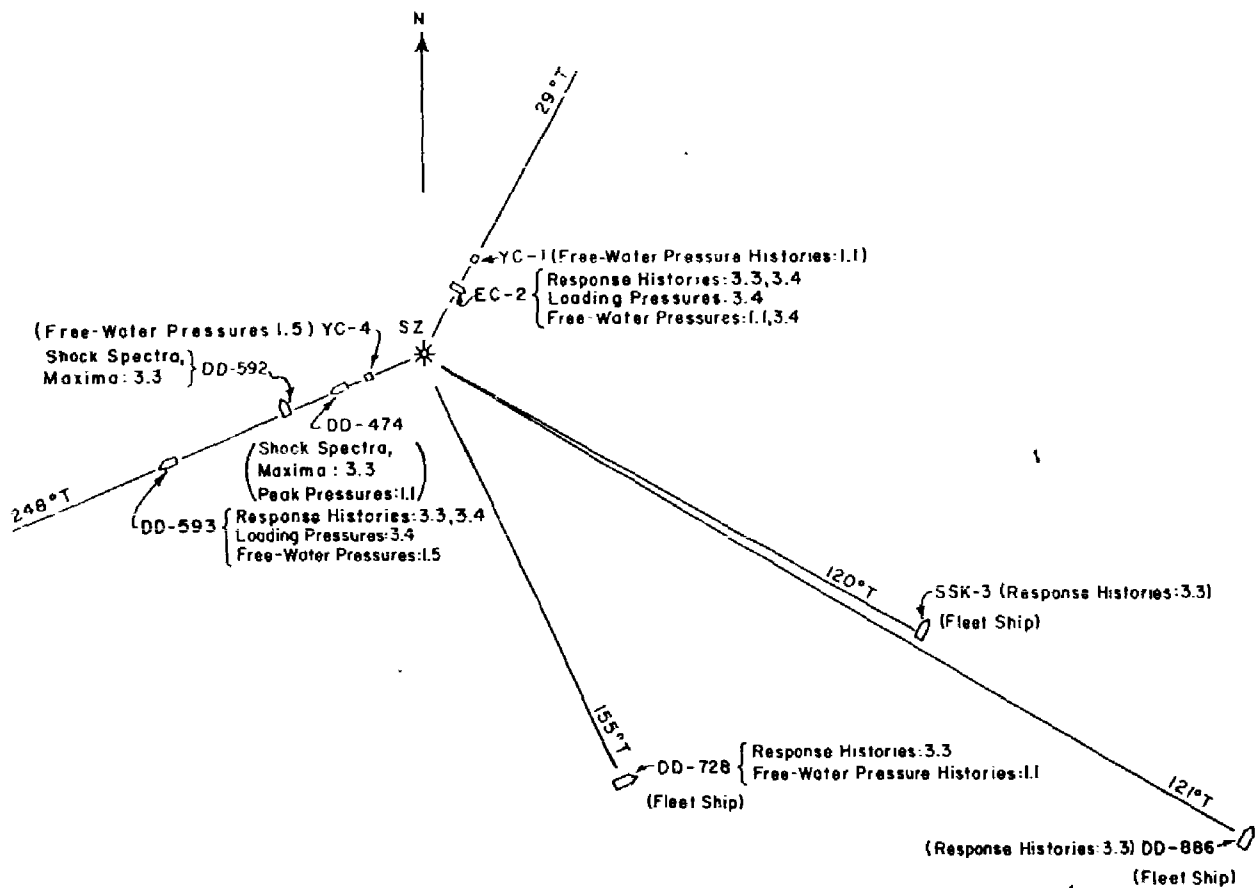 N
29°T
YC-1 (Free-Water Pressure Histories:1.1)
EC-2 { Response Histories: 3.3,3.4
Loading Pressures: 3.4
Free-Water Pressures:1.1,3.4
SZ
(Free-Water Pressures 1.5) YC-4
Shock Spectra,
Maxima: 3.3 } DD-592
DD-474
(Shock Spectra,
Maxima: 3.3
Peak Pressures:1.1)
248°T
DD-593 { Response Histories:3.3,3.4
Loading Pressures:3.4
Free-Water Pressures:1.5
120°T
SSK-3 (Response Histories:3.3)
(Fleet Ship)
155°T
DD-728 { Response Histories:3.3
Free-Water Pressure Histories:1.1
(Fleet Ship)
121°T
(Response Histories:3.3) DD-886
(Fleet Ship)